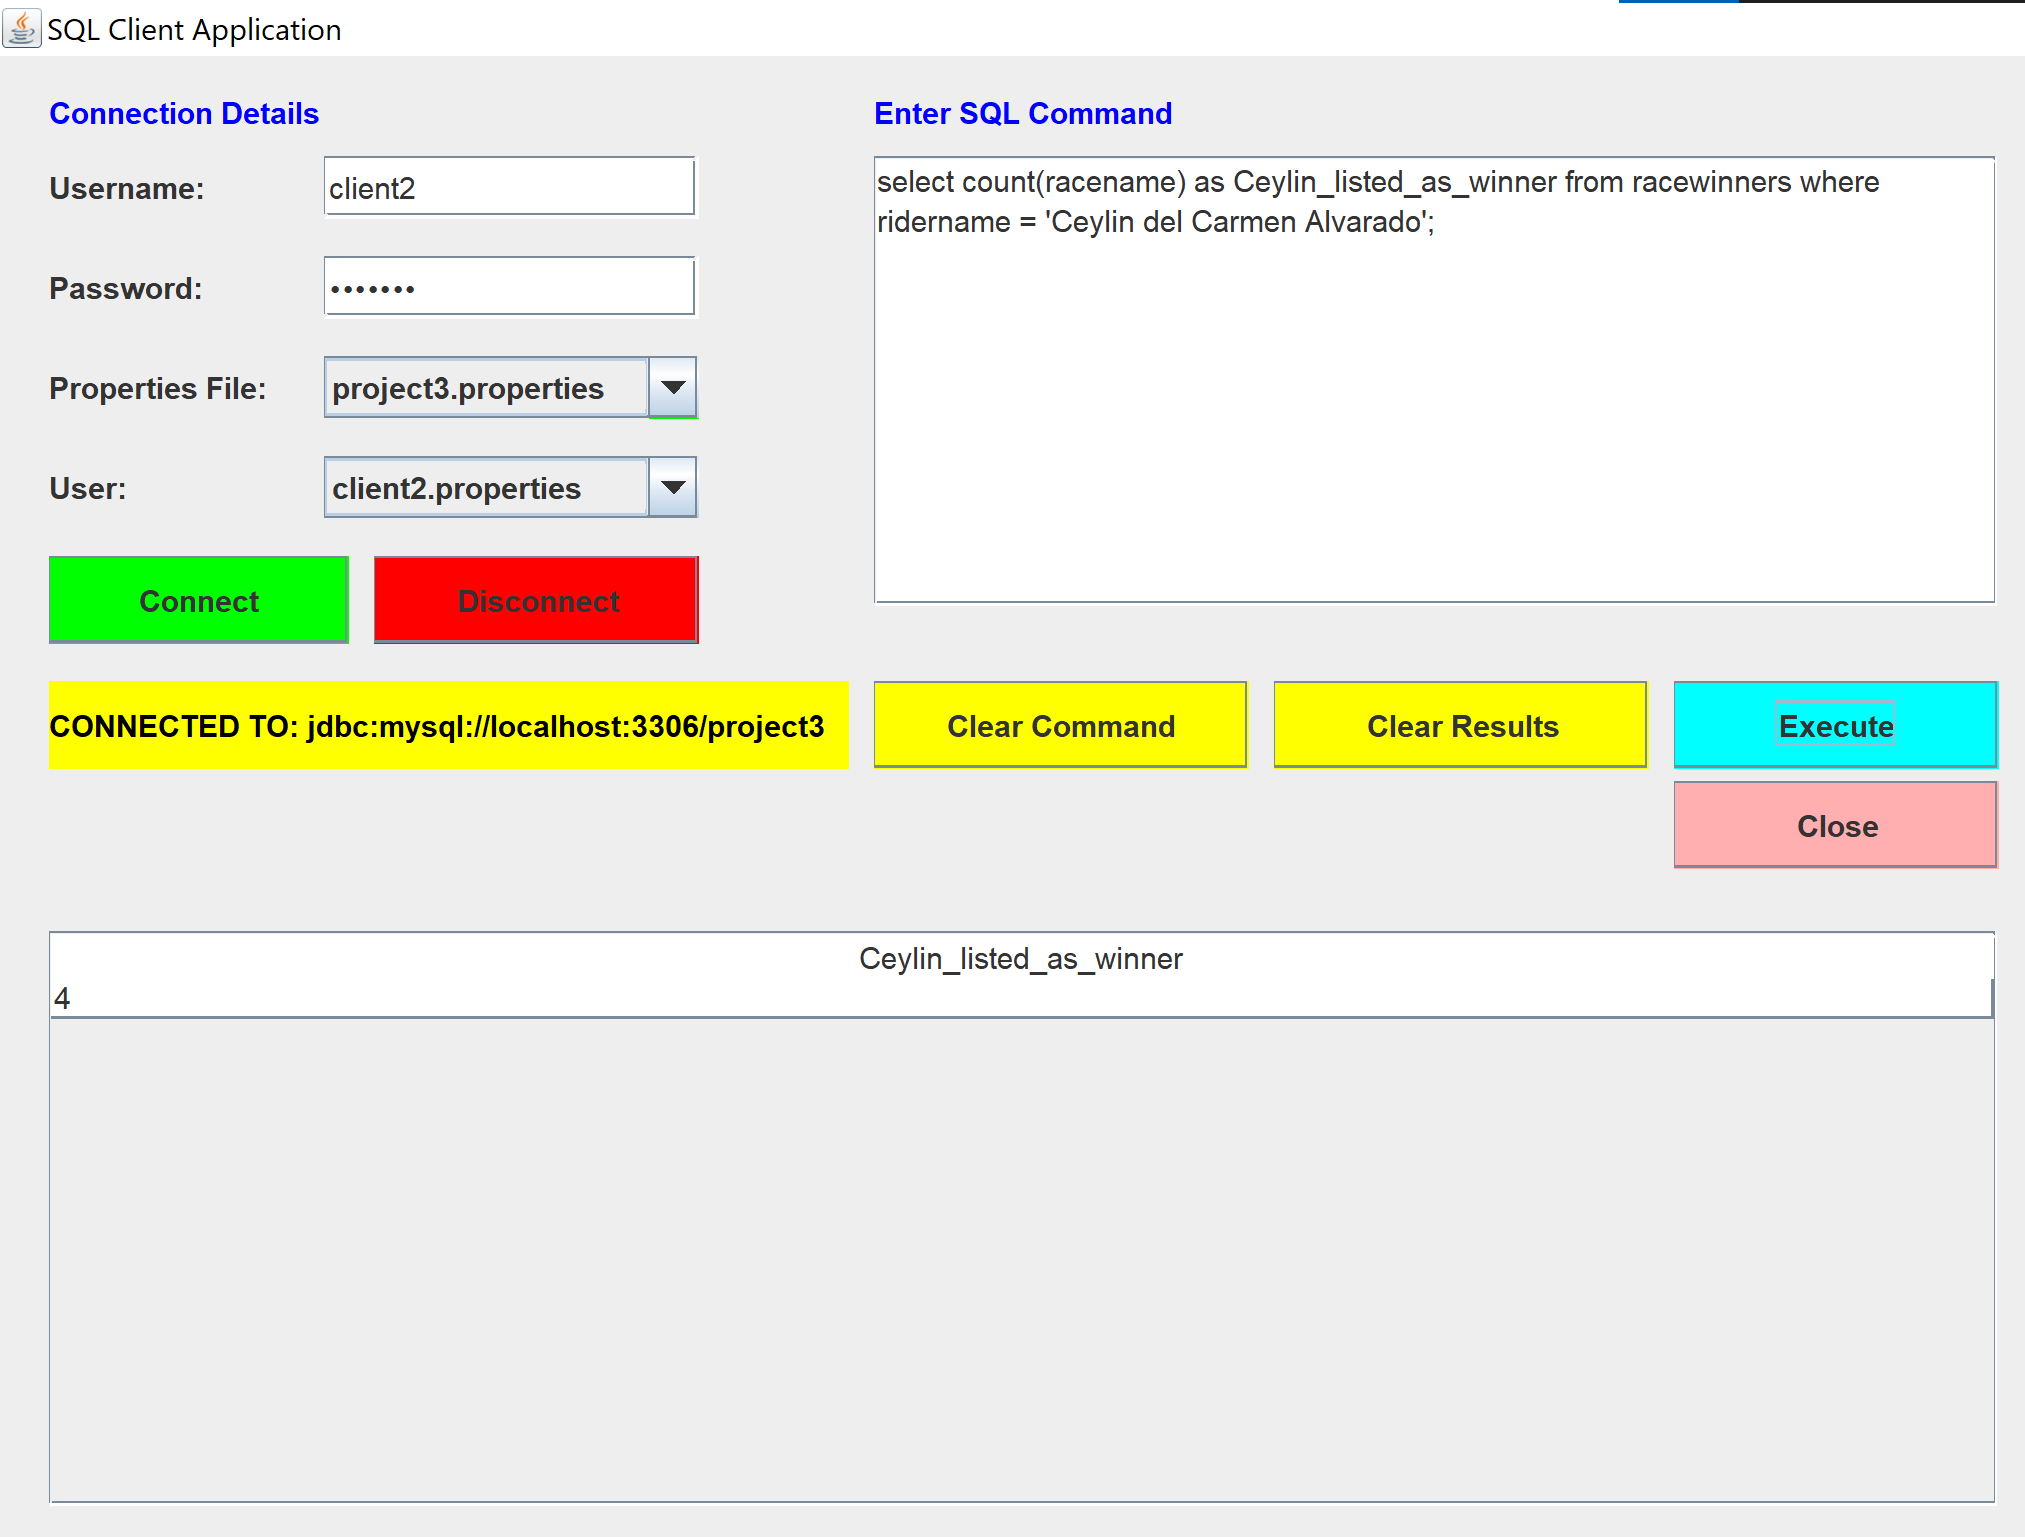 SQL Client Application
Connection Details
Username:
client2
Password:
•••••••
Properties File:
project3.properties
User:
client2.properties
Connect
Disconnect
Enter SQL Command
select count(racename) as Ceylin_listed_as_winner from racewinners where
ridername = 'Ceylin del Carmen Alvarado';
CONNECTED TO: jdbc:mysql://localhost:3306/project3
Clear Command
Clear Results
Execute
Close
Ceylin_listed_as_winner
4